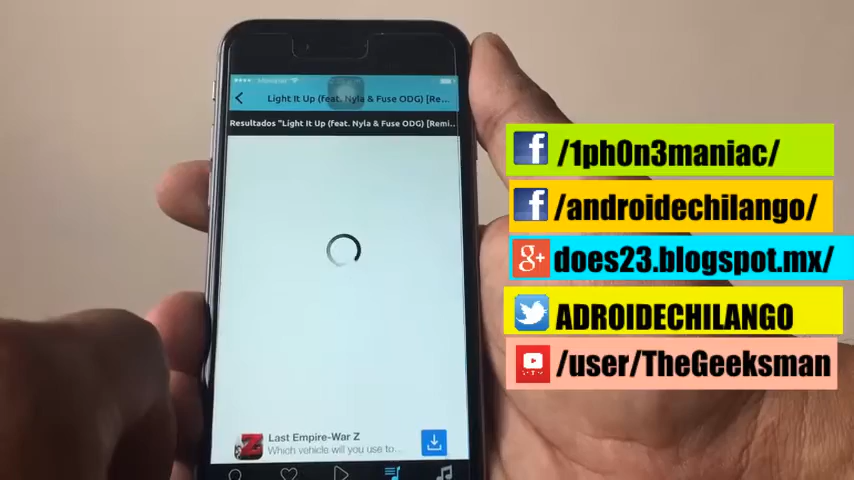 Light It Up (feat. Nyla & Fuse ODG) [Re...
Resultados "Light It Up (feat. Nyla & Fuse ODG) [Remi..
Last Empire-War Z
Which vehicle will you use to...
/1ph0n3maniac/
/androidechilango/
does23.blogspot.mx/
ADROIDECHILANGO
/user/TheGeeksman